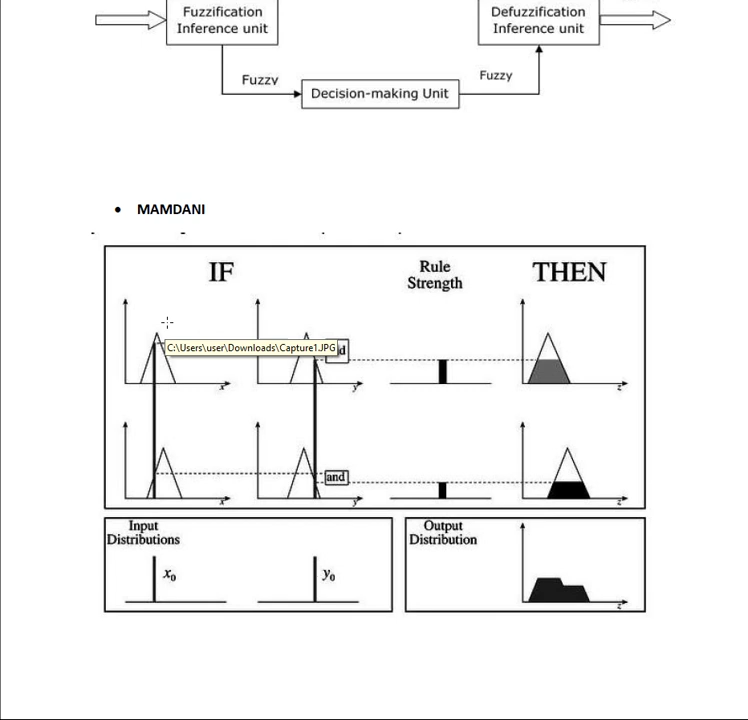 Fuzzification
Inference unit
Defuzzification
Inference unit
Fuzzy
Fuzzy
Decision-making Unit
• MAMDANI
IF
Rule
Strength
THEN
C:\Users\user\Downloads\Capture1.JPG
x
y
z
and
x
y
z
Input
Distributions
x₀
y₀
Output
Distribution
z